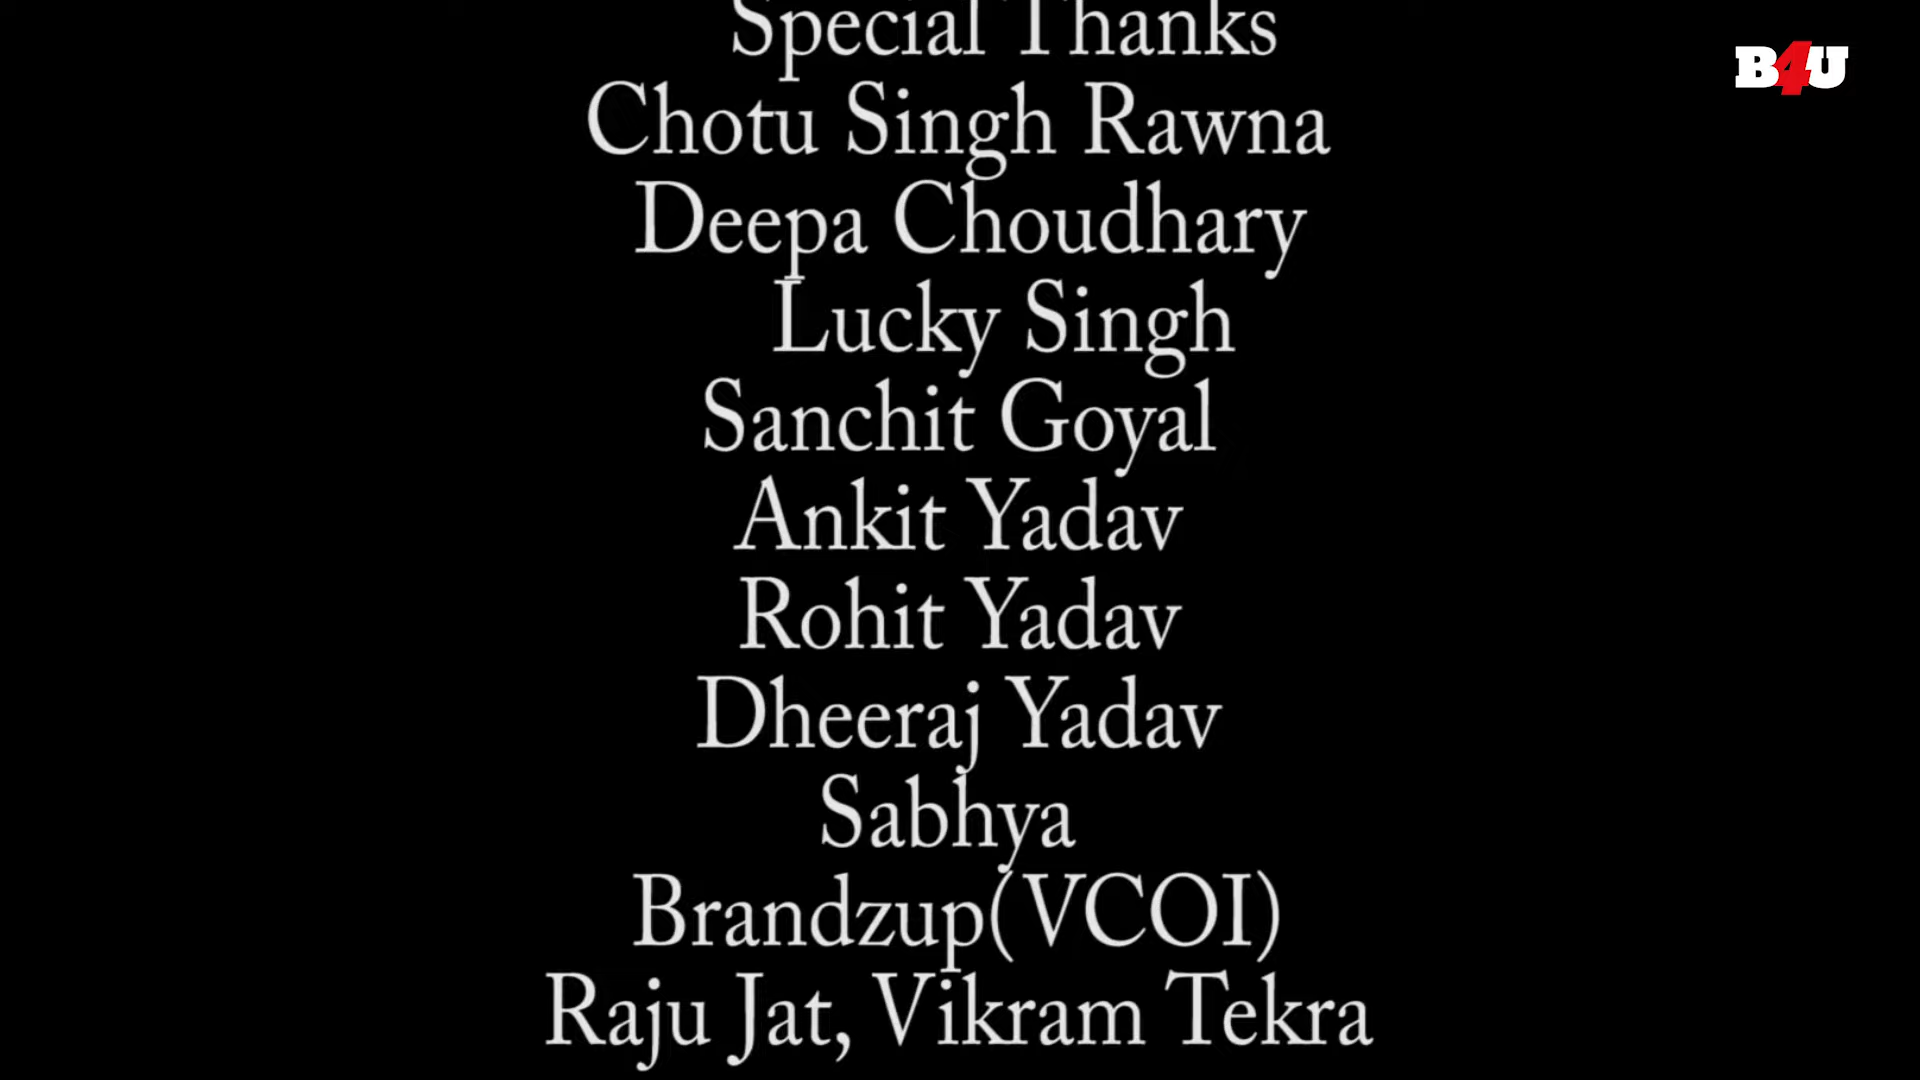 Special Thanks
B4U
Chotu Singh Rawna
Deepa Choudhary
Lucky Singh
Sanchit Goyal
Ankit Yadav
Rohit Yadav
Dheeraj Yadav
Sabhya
Brandzup(VCOI)
Raju Jat, Vikram Tekra